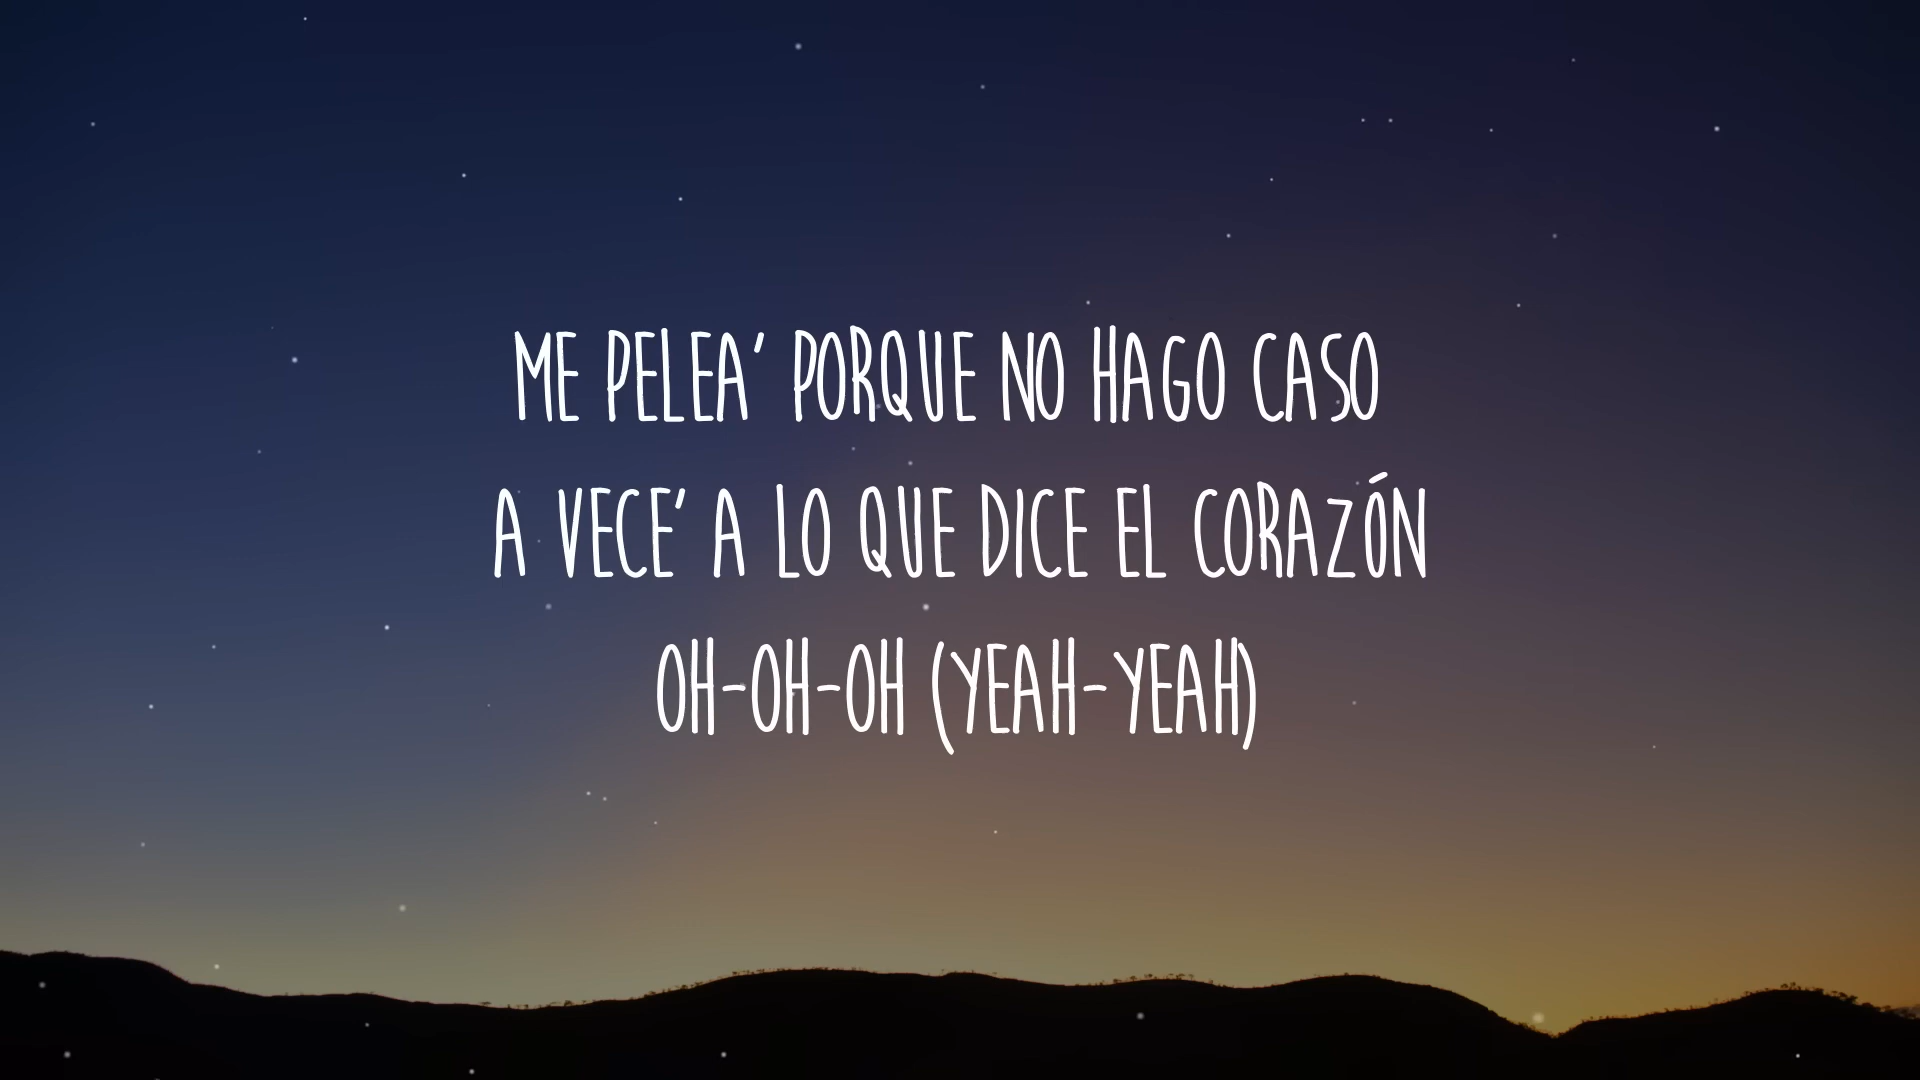 ME PELEA' PORQUE NO HAGO CASO
A VECE' A LO QUE DICE EL CORAZÓN
OH-OH-OH (YEAH-YEAH)